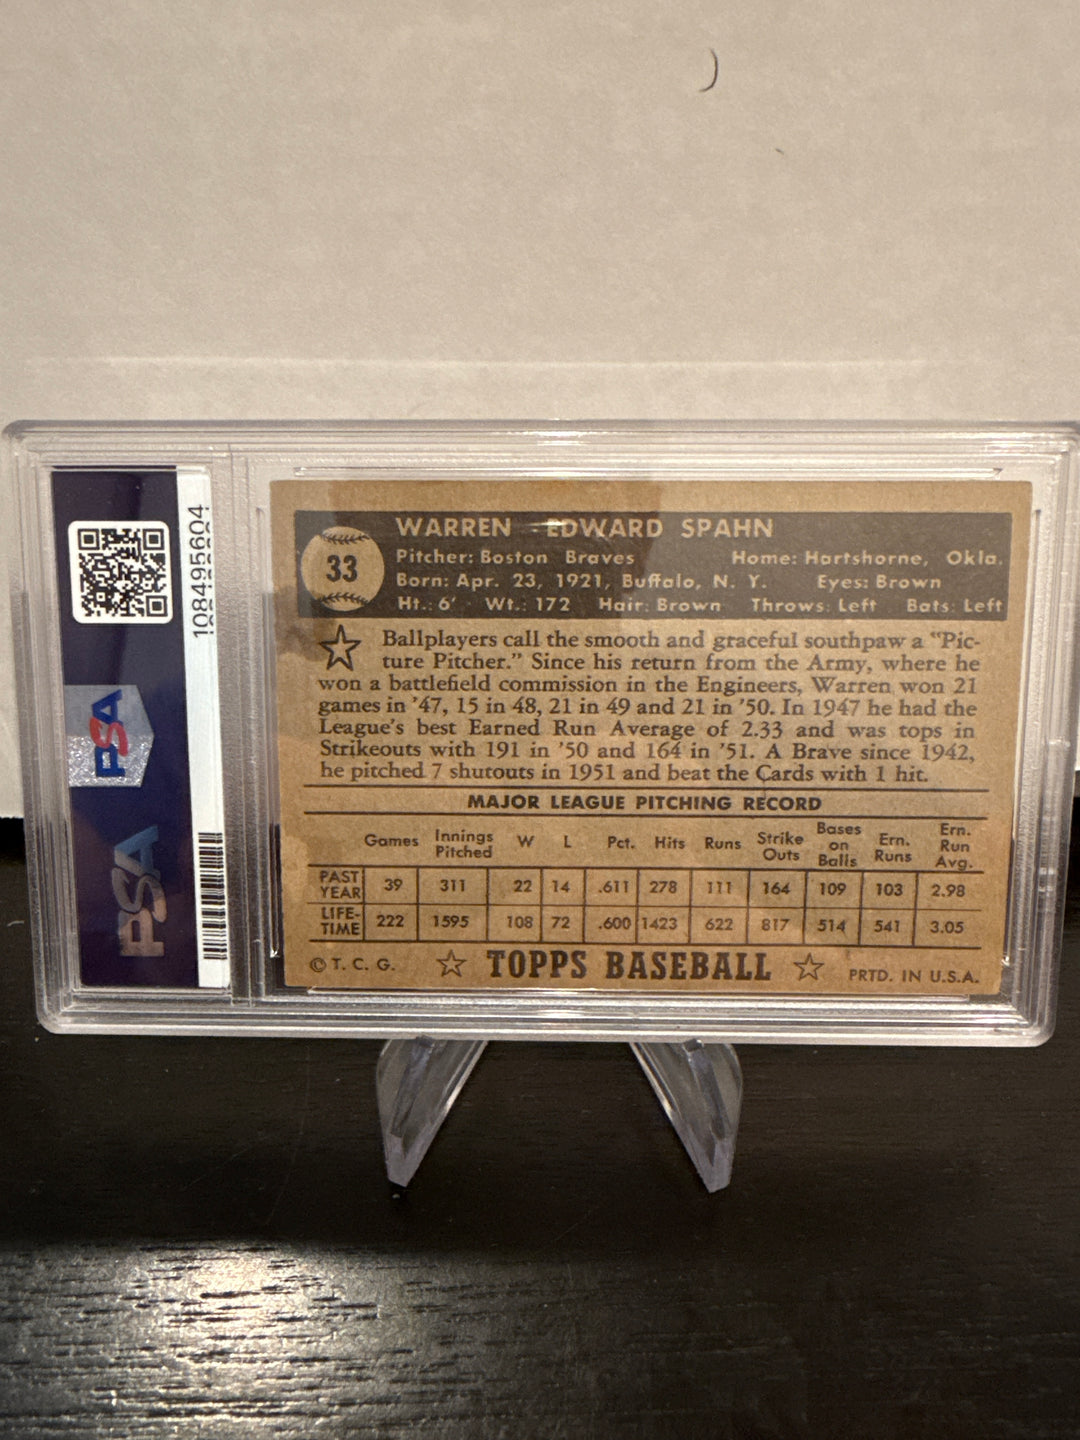 108495604
PSA
PSA
33
WARREN EDWARD SPAHN
Pitcher: Boston Braves Home: Hartshorne, Okla.
Born: Apr. 23, 1921, Buffalo, N. Y. Eyes: Brown
Ht.: 6' Wt.: 172 Hair: Brown Throws: Left Bats: Left
Ballplayers call the smooth and graceful southpaw a "Pic-
ture Pitcher." Since his return from the Army, where he
won a battlefield commission in the Engineers, Warren won 21
games in '47, 15 in 48, 21 in 49 and 21 in '50. In 1947 he had the
League's best Earned Run Average of 2.33 and was tops in
Strikeouts with 191 in '50 and 164 in '51. A Brave since 1942,
he pitched 7 shutouts in 1951 and beat the Cards with 1 hit.
MAJOR LEAGUE PITCHING RECORD
Games Innings Pitched W L Pct. Hits Runs Strike Outs Bases on Balls Ern. Runs Ern. Run Avg.
PAST YEAR 39 311 22 14 .611 278 111 164 109 103 2.98
LIFE-TIME 222 1595 108 72 .600 1423 622 817 514 541 3.05
© T. C. G. TOPPS BASEBALL PRTD. IN U.S.A.